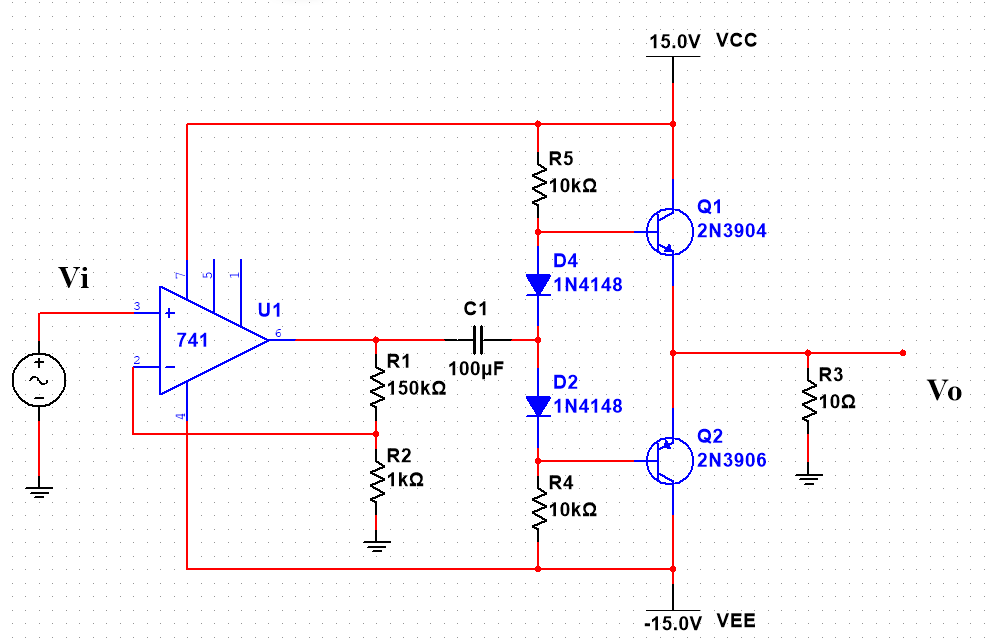 15.0V VCC
R5
10kΩ
Q1
2N3904
Vi
D4
1N4148
7
5
1
U1
C1
3
+
741
6
2
−
100µF
R1
150kΩ
D2
1N4148
R3
10Ω
Vo
4
Q2
2N3906
R2
1kΩ
R4
10kΩ
-15.0V VEE